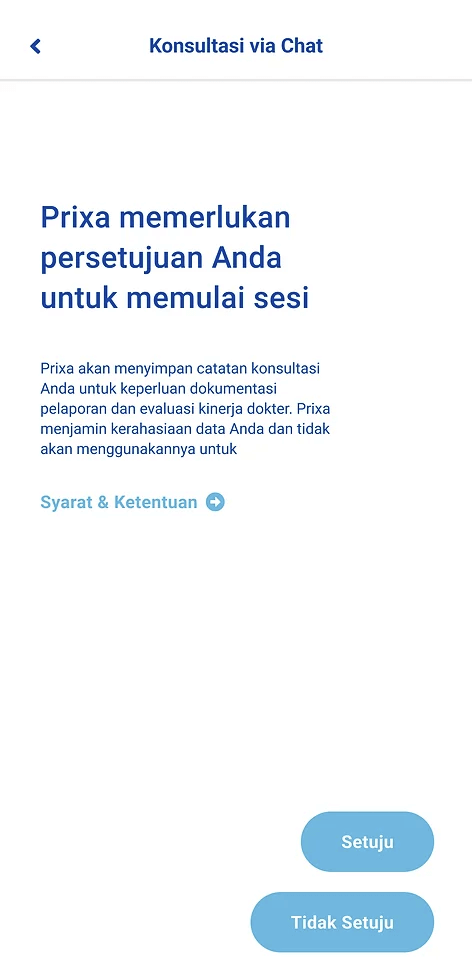 Konsultasi via Chat
Prixa memerlukan
persetujuan Anda
untuk memulai sesi
Prixa akan menyimpan catatan konsultasi
Anda untuk keperluan dokumentasi
pelaporan dan evaluasi kinerja dokter. Prixa
menjamin kerahasiaan data Anda dan tidak
akan menggunakannya untuk
Syarat & Ketentuan
Setuju
Tidak Setuju